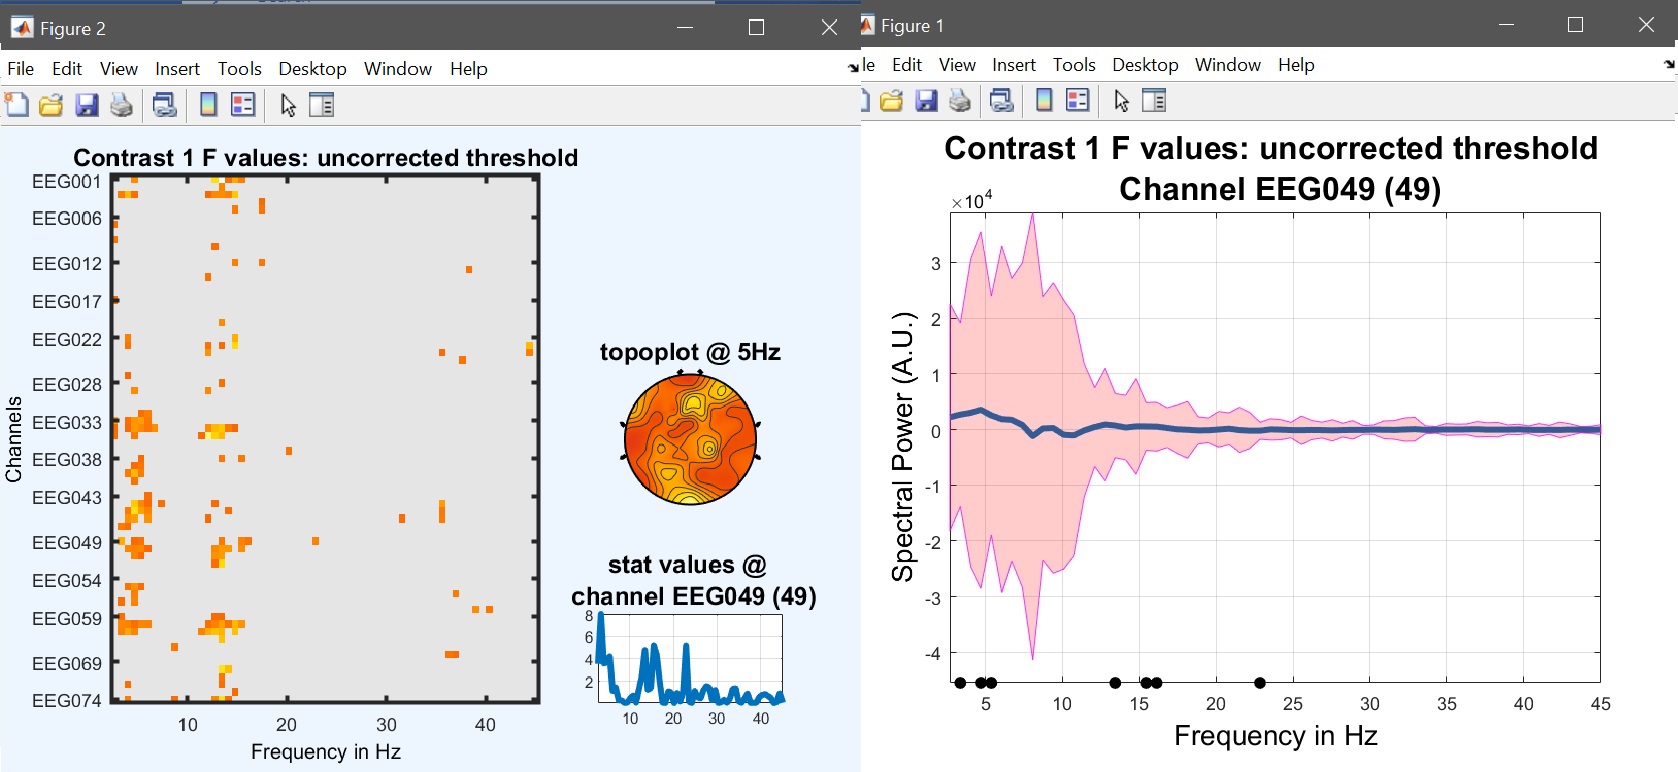 Figure 2
File Edit View Insert Tools Desktop Window Help
Contrast 1 F values: uncorrected threshold
EEG001
EEG006
EEG012
EEG017
EEG022
EEG028
EEG033
EEG038
EEG043
EEG049
EEG054
EEG059
EEG069
EEG074
Channels
10 20 30 40
Frequency in Hz
topoplot @ 5Hz
stat values @
channel EEG049 (49)
8
6
4
2
10 20 30 40
Figure 1
le Edit View Insert Tools Desktop Window Help
Contrast 1 F values: uncorrected threshold
Channel EEG049 (49)
×10⁴
3
2
1
0
-1
-2
-3
-4
Spectral Power (A.U.)
5 10 15 20 25 30 35 40 45
Frequency in Hz